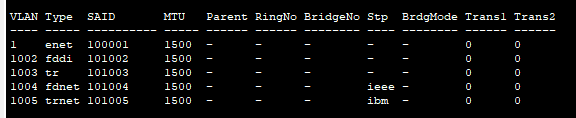 VLAN Type SAID MTU Parent RingNo BridgeNo Stp BrdgMode Trans1 Trans2
---- ----- ---------- ----- ------ ------ -------- ---- -------- ------ ------
1 enet 100001 1500 - - - - - 0 0
1002 fddi 101002 1500 - - - - - 0 0
1003 tr 101003 1500 - - - - - 0 0
1004 fdnet 101004 1500 - - - ieee - 0 0
1005 trnet 101005 1500 - - - ibm - 0 0